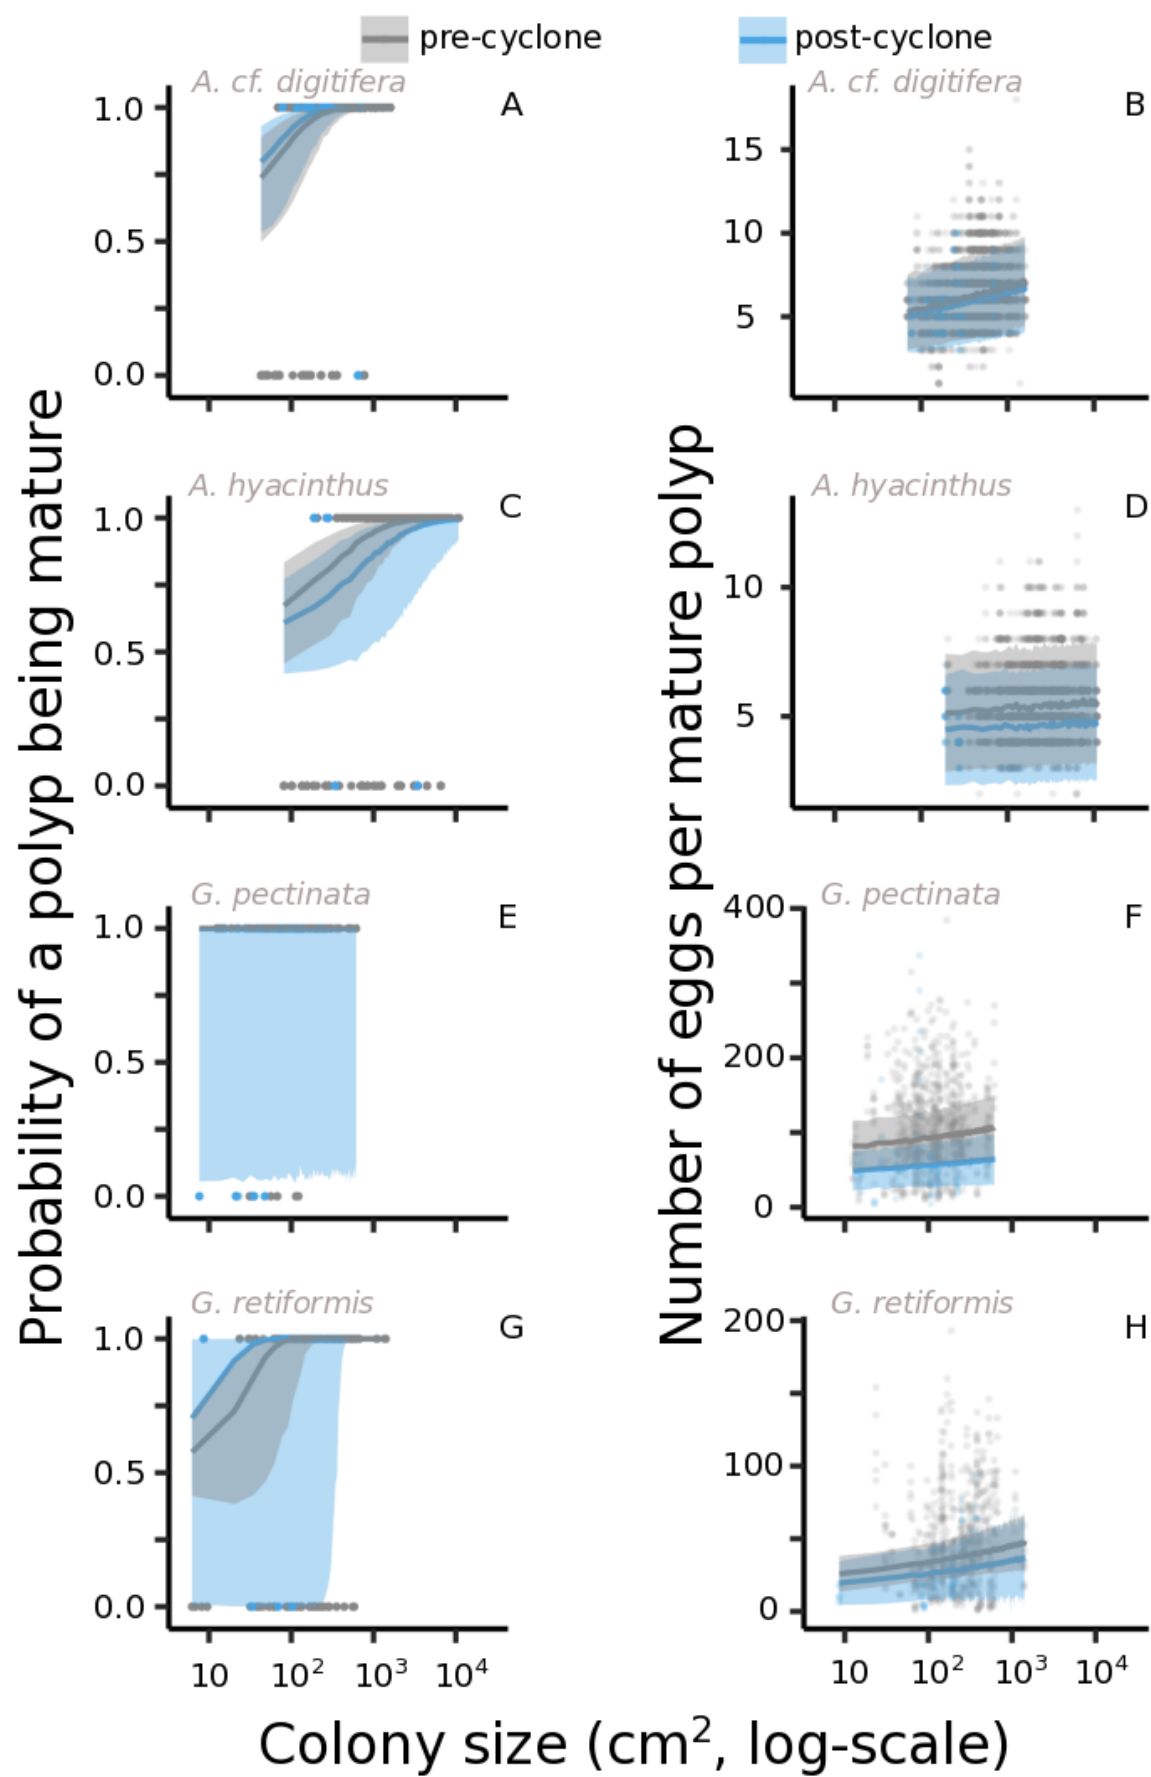 pre-cyclone
post-cyclone
Probability of a polyp being mature
Number of eggs per mature polyp
A. cf. digitifera
A
1.0
0.5
0.0
A. cf. digitifera
B
15
10
5
A. hyacinthus
C
1.0
0.5
0.0
A. hyacinthus
D
10
5
G. pectinata
E
1.0
0.5
0.0
G. pectinata
F
400
200
0
G. retiformis
G
1.0
0.5
0.0
10 10² 10³ 10⁴
G. retiformis
H
200
100
0
10 10² 10³ 10⁴
Colony size (cm², log-scale)